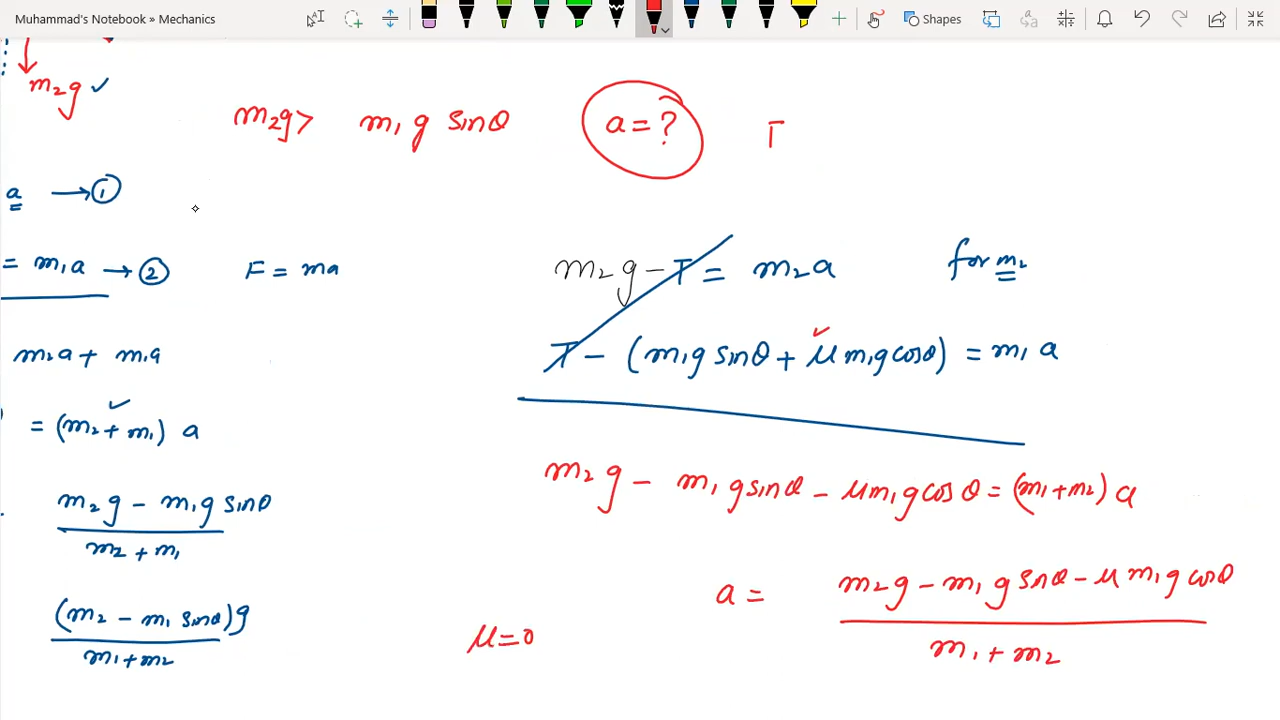 Muhammad's Notebook » Mechanics
Shapes
m₂g ✓
m₂g > m₁g sinθ a = ? T
a → ①
= m₁a → ② F = ma
m₂a + m₁a
= (m₂ + m₁) a
m₂g - m₁g sinθ
m₂ + m₁
(m₂ - m₁ sinθ)g
m₁ + m₂
m₂g - T = m₂a for m₂
T - (m₁g sinθ + μ m₁g cosθ) = m₁ a
m₂g - m₁g sinθ - μm₁g cosθ = (m₁ + m₂) a
a = m₂g - m₁g sinθ - μ m₁g cosθ
m₁ + m₂
μ = 0